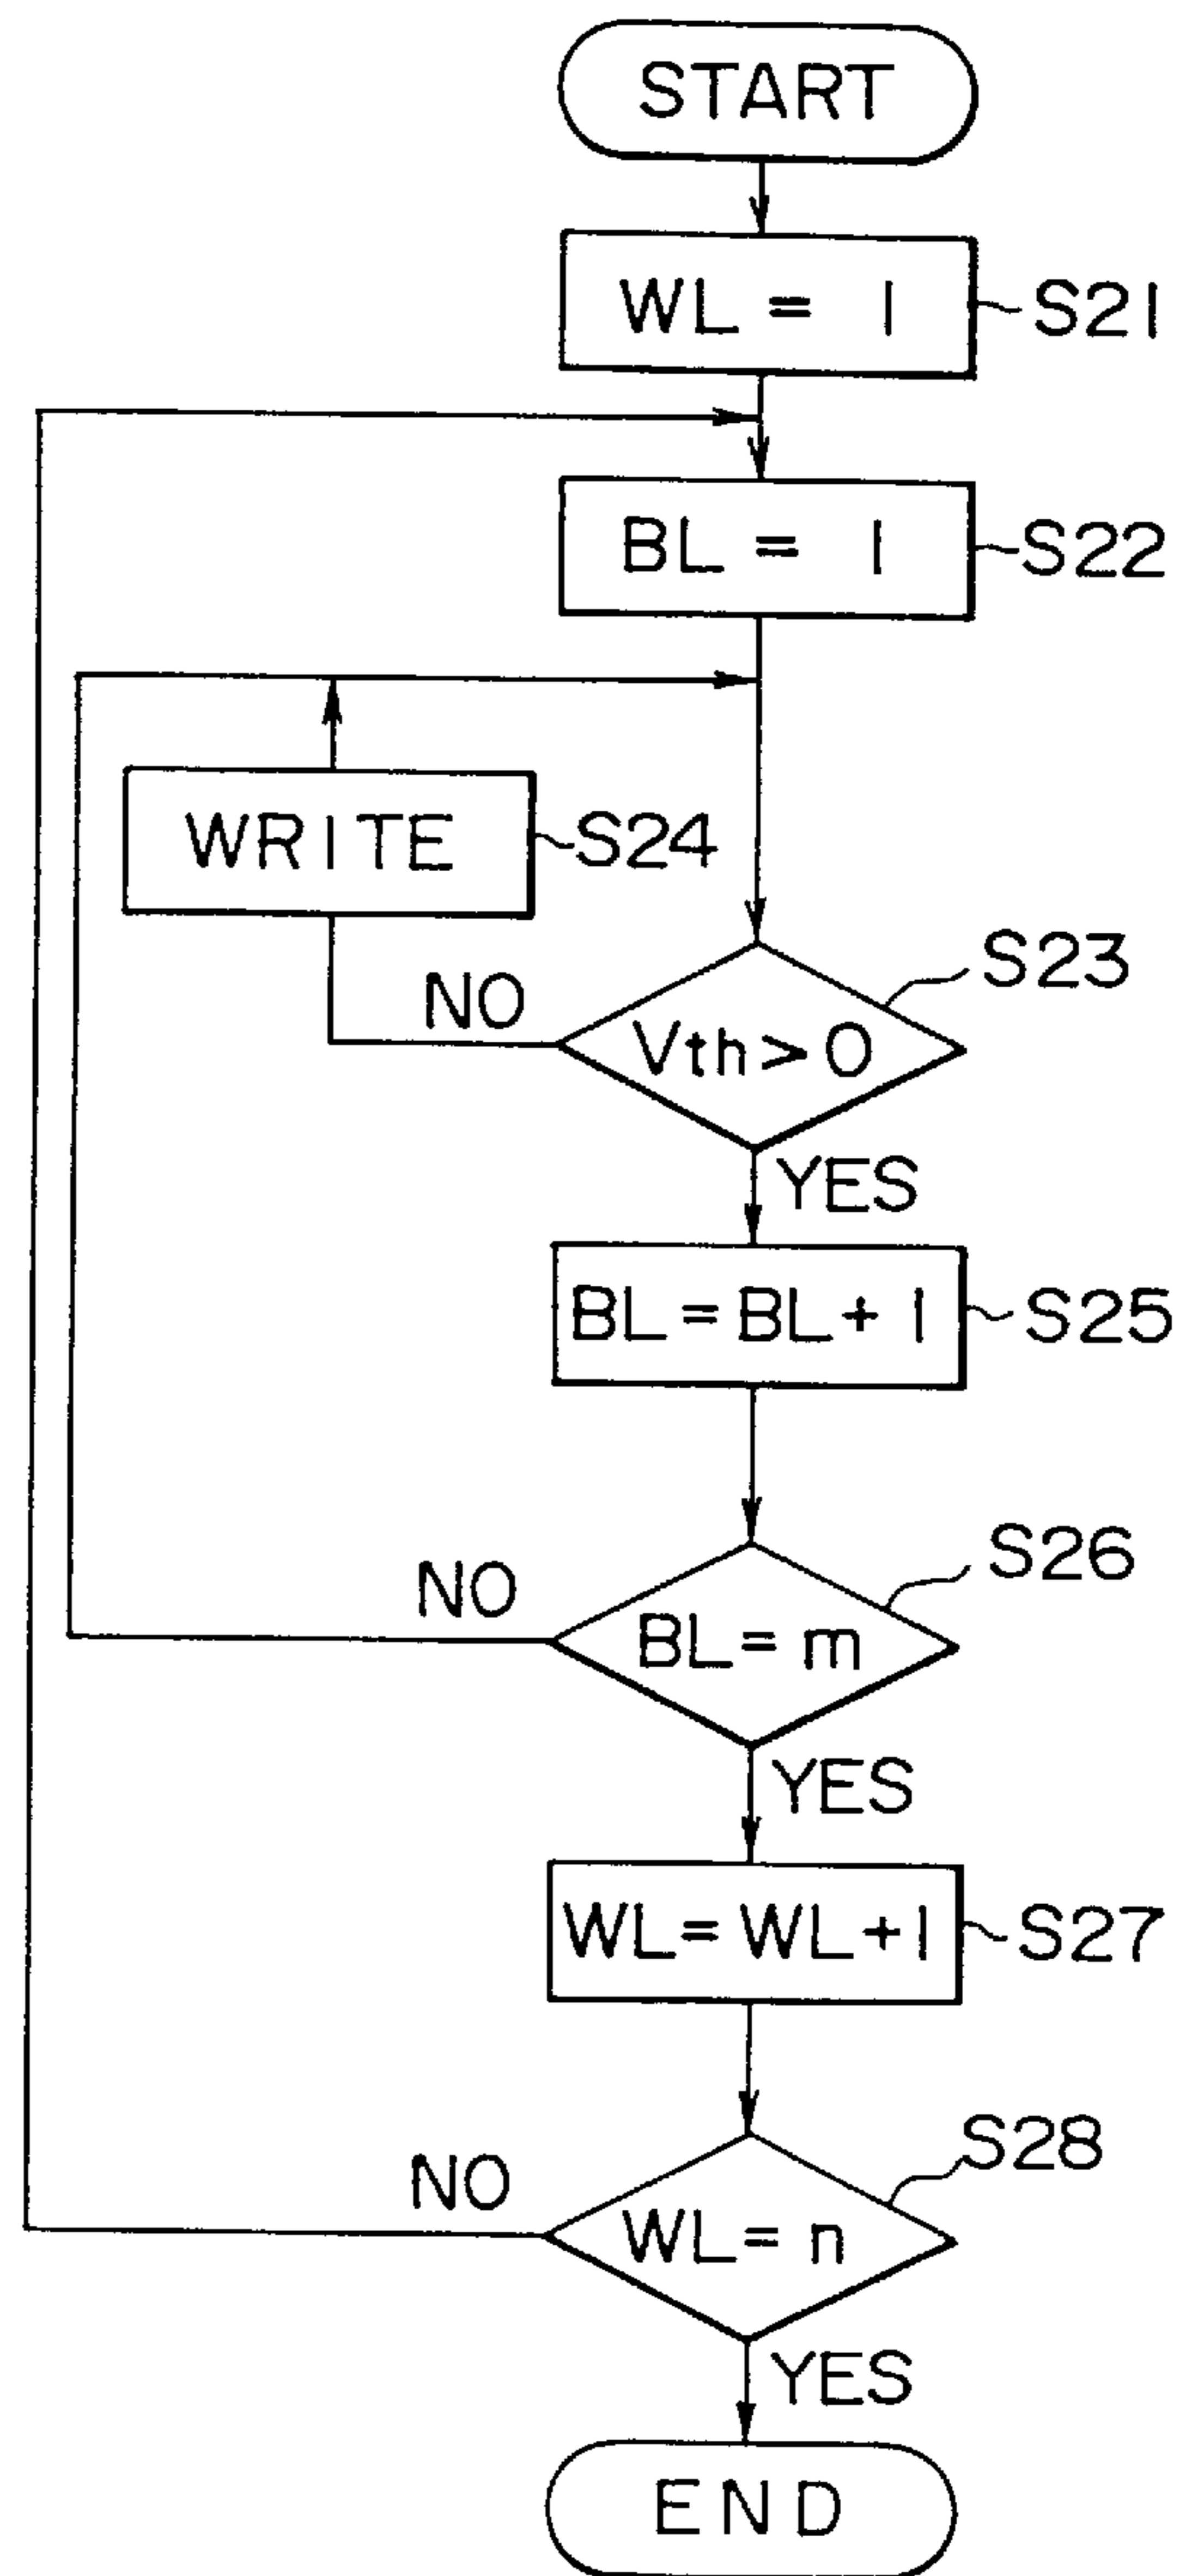 START
WL = 1
S21
BL = 1
S22
WRITE
S24
S23
NO
Vth > 0
YES
BL = BL + 1
S25
S26
NO
BL = m
YES
WL = WL + 1
S27
S28
NO
WL = n
YES
END